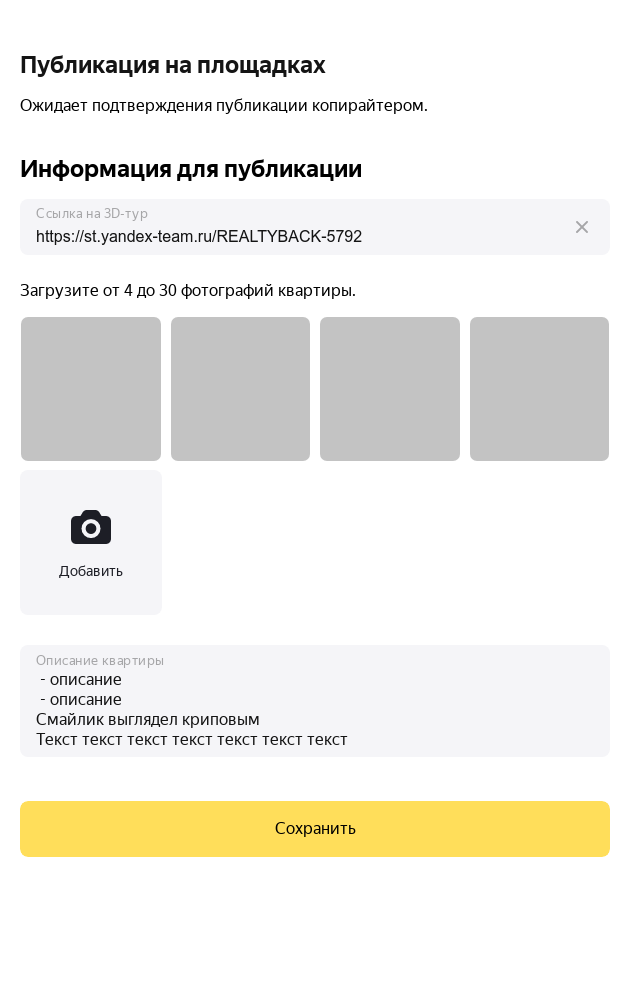 Публикация на площадках
Ожидает подтверждения публикации копирайтером.
Информация для публикации
Ссылка на 3D-тур
https://st.yandex-team.ru/REALTYBACK-5792
Загрузите от 4 до 30 фотографий квартиры.
Добавить
Описание квартиры
- описание
- описание
Смайлик выглядел криповым
Текст текст текст текст текст текст текст
Сохранить